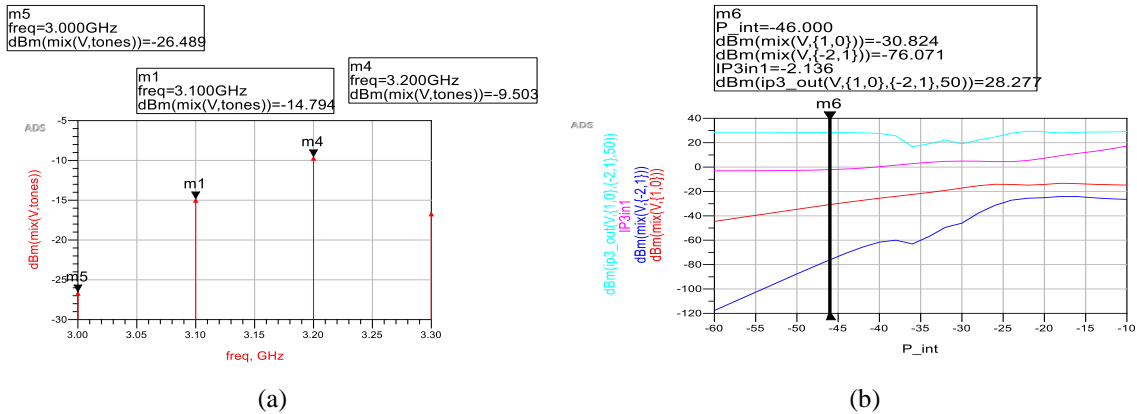 m5
freq=3.000GHz
dBm(mix(V,tones))=-26.489
m1
freq=3.100GHz
dBm(mix(V,tones))=-14.794
m4
freq=3.200GHz
dBm(mix(V,tones))=-9.503
ADS
-5
-10
-15
-20
-25
-30
dBm(mix(V,tones))
m5
m1
m4
3.00
3.05
3.10
3.15
3.20
3.25
3.30
freq, GHz
(a)
m6
P_int=-46.000
dBm(mix(V,{1,0}))=-30.824
dBm(mix(V,{-2,1}))=-76.071
IP3in1=-2.136
dBm(ip3_out(V,{1,0},{-2,1},50))=28.277
ADS
m6
dBm(ip3_out(V,{1,0},{-2,1},50))
IP3in1
dBm(mix(V,{-2,1}))
dBm(mix(V,{1,0}))
40
20
0
-20
-40
-60
-80
-100
-120
-60
-55
-50
-45
-40
-35
-30
-25
-20
-15
-10
P_int
(b)